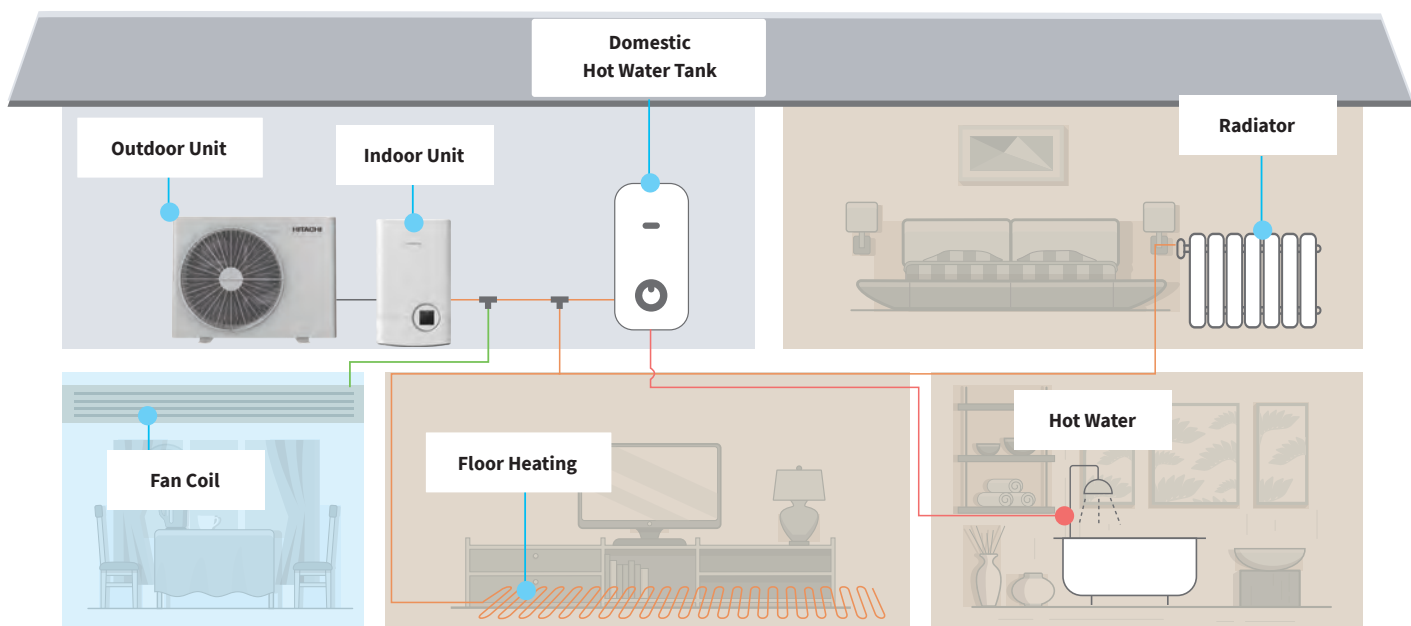 Domestic
Hot Water Tank
Outdoor Unit
Indoor Unit
Radiator
HITACHI
Hot Water
Floor Heating
Fan Coil